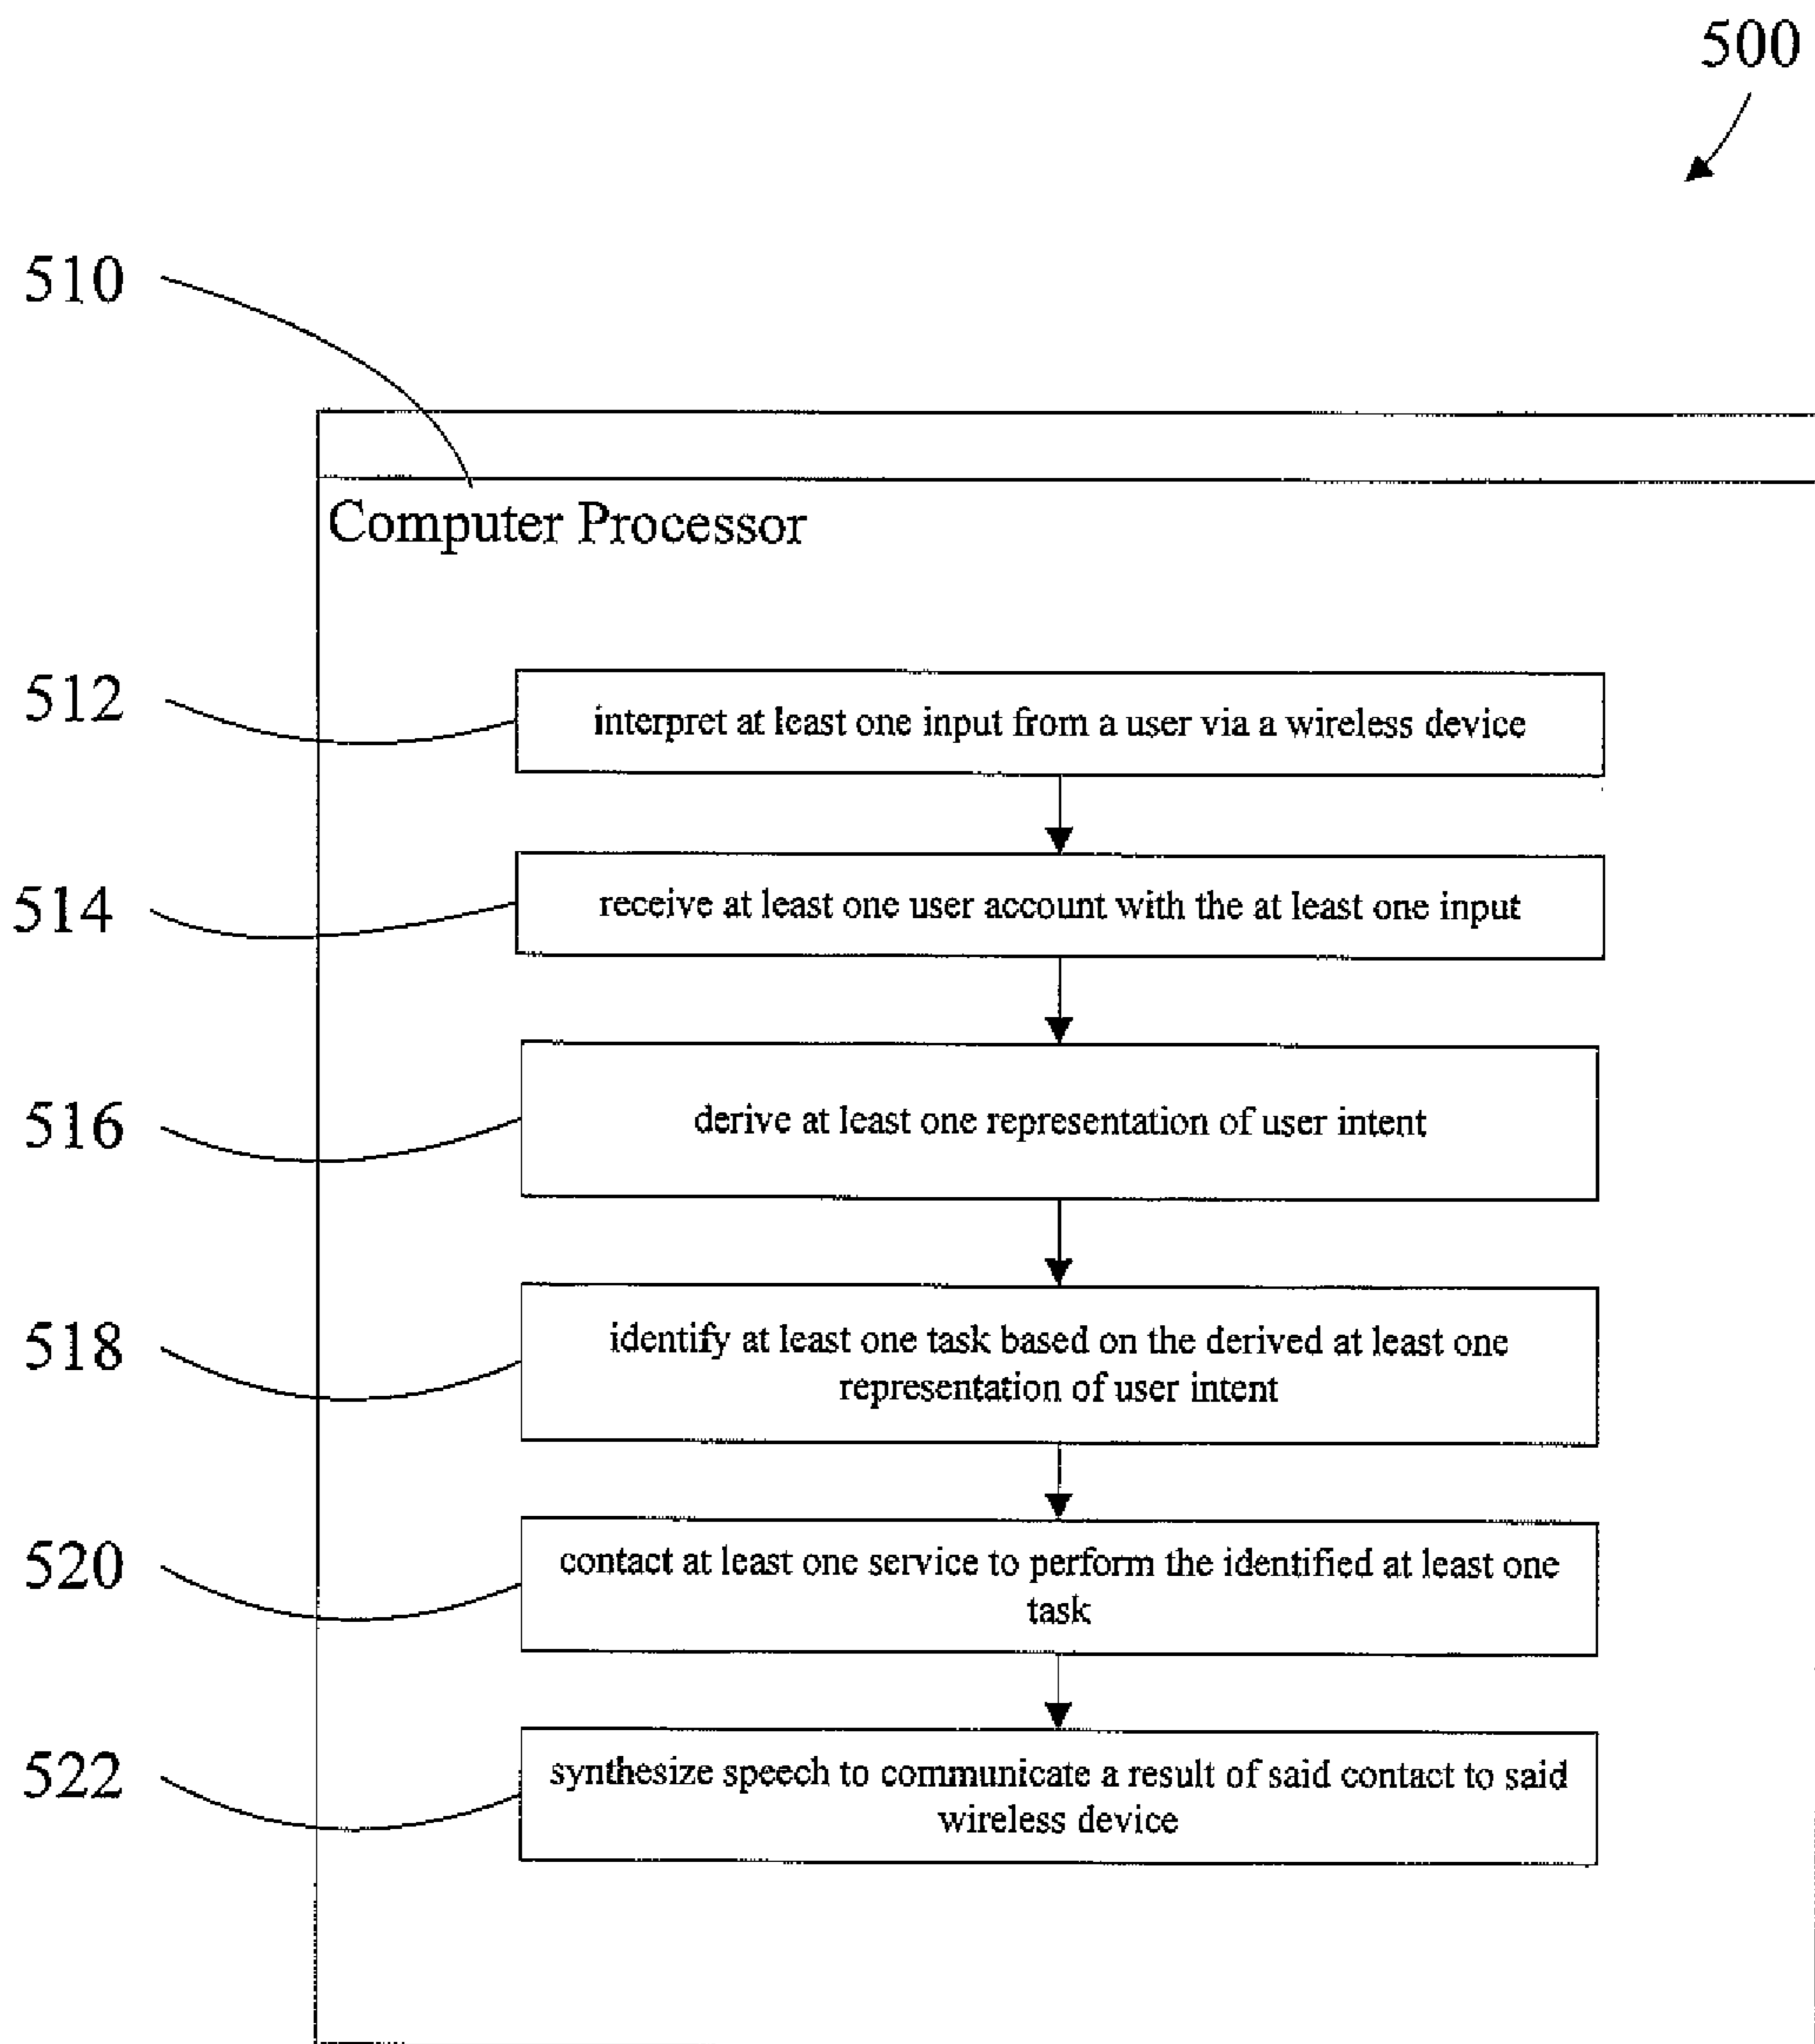 500
510
Computer Processor
512
interpret at least one input from a user via a wireless device
514
receive at least one user account with the at least one input
516
derive at least one representation of user intent
518
identify at least one task based on the derived at least one
representation of user intent
520
contact at least one service to perform the identified at least one
task
522
synthesize speech to communicate a result of said contact to said
wireless device